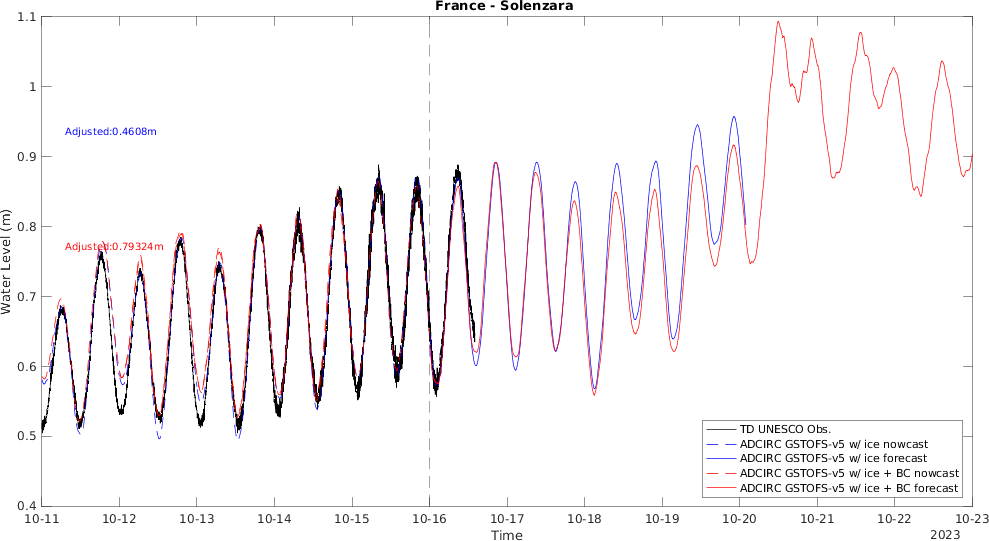 France - Solenzara
1.1
1
0.9
0.8
0.7
0.6
0.5
0.4
Water Level (m)
Adjusted:0.4608m
Adjusted:0.79324m
TD UNESCO Obs.
ADCIRC GSTOFS-v5 w/ ice nowcast
ADCIRC GSTOFS-v5 w/ ice forecast
ADCIRC GSTOFS-v5 w/ ice + BC nowcast
ADCIRC GSTOFS-v5 w/ ice + BC forecast
10-11 10-12 10-13 10-14 10-15 10-16 10-17 10-18 10-19 10-20 10-21 10-22 10-23
Time
2023